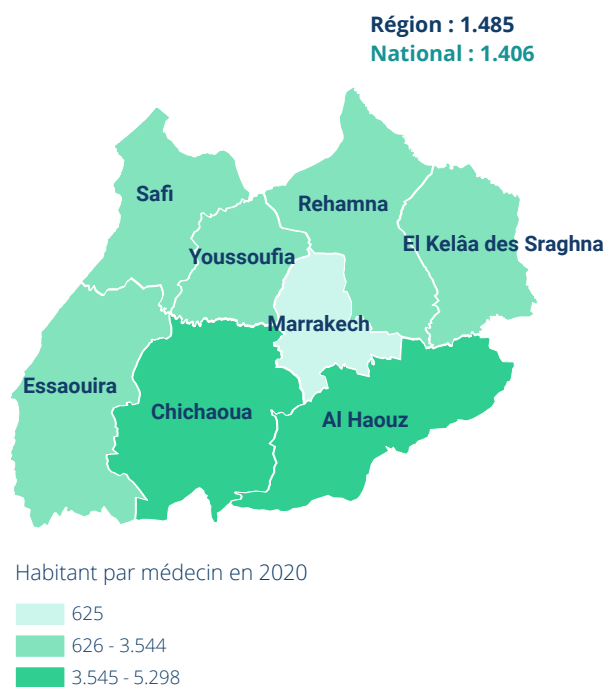 Région : 1.485
National : 1.406
Safi
Rehamna
Youssoufia
El Kelâa des Sraghna
Marrakech
Essaouira
Chichaoua
Al Haouz
Habitant par médecin en 2020
625
626 - 3.544
3.545 - 5.298